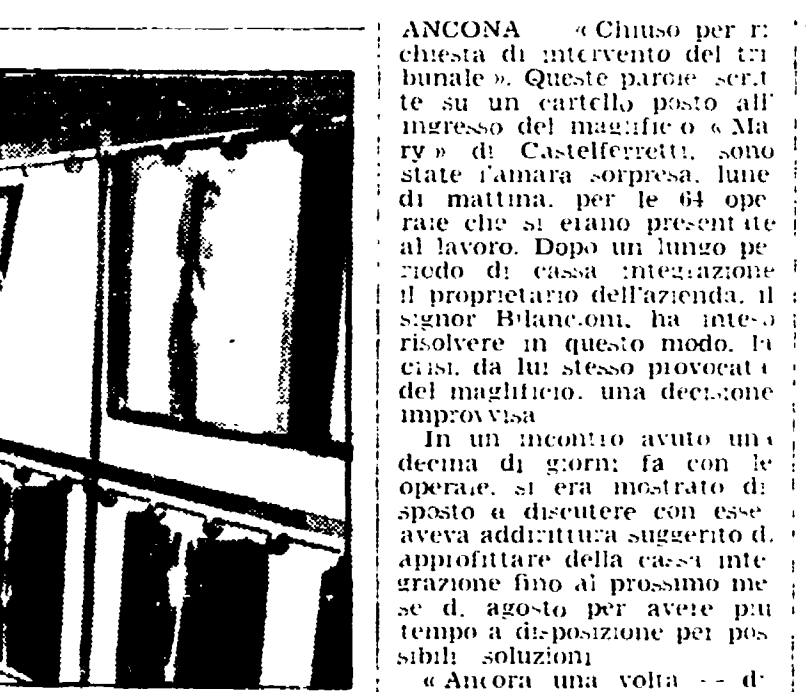 ANCONA — « Chiuso per ri
chiesta di intervento del tri
bunale ». Queste parole scrit
te su un cartello posto all'
ingresso del maglificio « Ma
ry » di Castelferretti, sono
state l'amara sorpresa, lune
di mattina, per le 64 ope
raie che si erano presentate
al lavoro. Dopo un lungo pe
riodo di cassa integrazione
il proprietario dell'azienda, il
signor Bilancioni, ha inteso
risolvere in questo modo, la
crisi, da lui stesso provocata
del maglificio, una decisione
improvvisa
In un incontro avuto una
decina di giorni fa con le
operaie, si era mostrato di
sposto a discutere con esse
aveva addirittura suggerito di
approfittare della cassa inte
grazione fino al prossimo me
se di agosto per avere più
tempo a disposizione per pos
sibili soluzioni
« Ancora una volta -- di